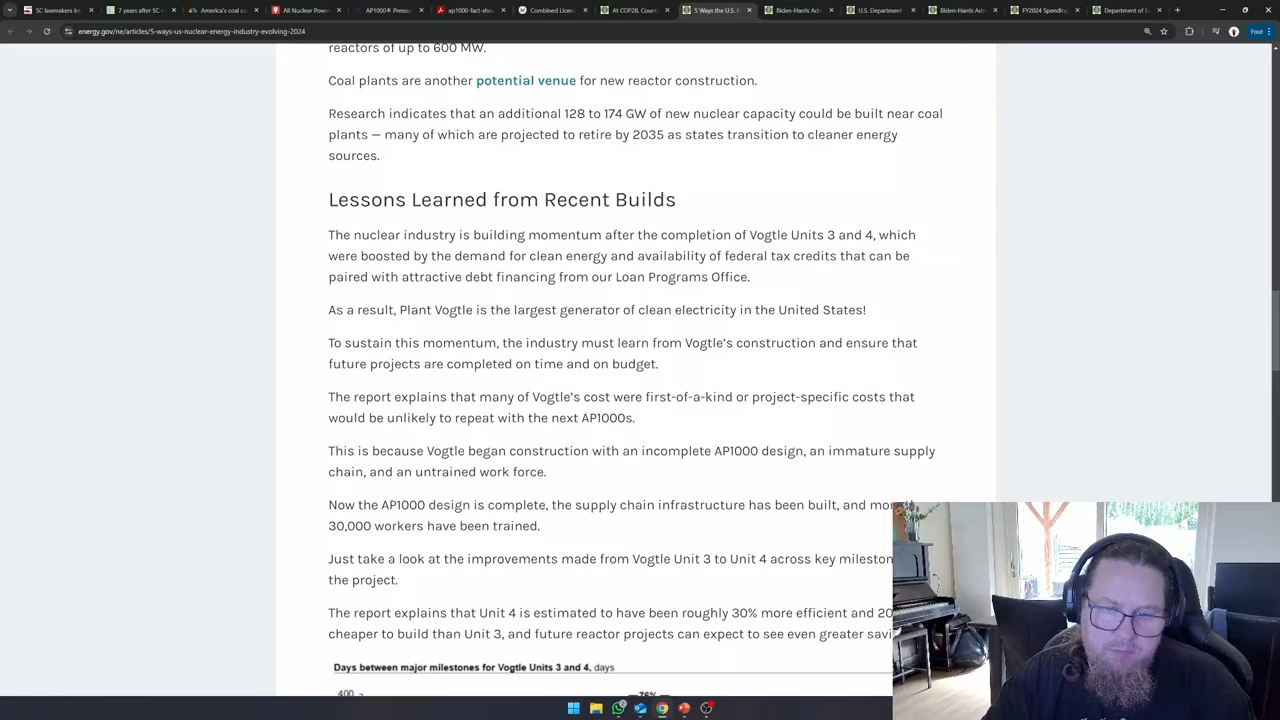 SC lawmakers in
7 years after SC n
America's coal co
All Nuclear Power
AP1000® Pressu
ap1000-fact-she
Combined Licen
At COP28, Count
5 Ways the U.S. N
Biden-Harris Adm
U.S. Department
Biden-Harris Adm
FY2024 Spending
Department of E
energy.gov/ne/articles/5-ways-us-nuclear-energy-industry-evolving-2024
reactors of up to 600 MW.
Coal plants are another potential venue for new reactor construction.
Research indicates that an additional 128 to 174 GW of new nuclear capacity could be built near coal
plants — many of which are projected to retire by 2035 as states transition to cleaner energy
sources.
Lessons Learned from Recent Builds
The nuclear industry is building momentum after the completion of Vogtle Units 3 and 4, which
were boosted by the demand for clean energy and availability of federal tax credits that can be
paired with attractive debt financing from our Loan Programs Office.
As a result, Plant Vogtle is the largest generator of clean electricity in the United States!
To sustain this momentum, the industry must learn from Vogtle's construction and ensure that
future projects are completed on time and on budget.
The report explains that many of Vogtle's cost were first-of-a-kind or project-specific costs that
would be unlikely to repeat with the next AP1000s.
This is because Vogtle began construction with an incomplete AP1000 design, an immature supply
chain, and an untrained work force.
Now the AP1000 design is complete, the supply chain infrastructure has been built, and
30,000 workers have been trained.
Just take a look at the improvements made from Vogtle Unit 3 to Unit 4 across key mileston
the project.
The report explains that Unit 4 is estimated to have been roughly 30% more efficient and 20
cheaper to build than Unit 3, and future reactor projects can expect to see even greater savi
Days between major milestones for Vogtle Units 3 and 4, days
400
76%